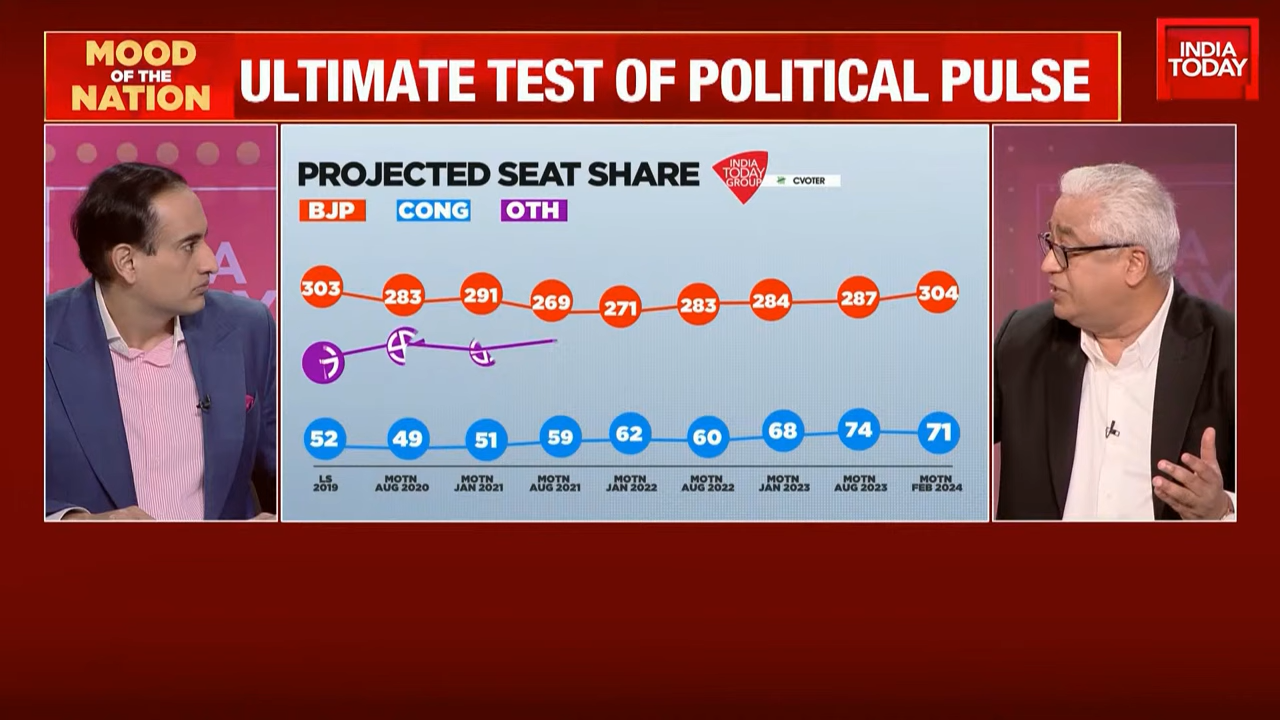 MOOD
OF THE
NATION
ULTIMATE TEST OF POLITICAL PULSE
INDIA
TODAY
PROJECTED SEAT SHARE
INDIA
TODAY
GROUP
CVOTER
BJP CONG OTH
303 283 291 269 271 283 284 287 304
52 49 51 59 62 60 68 74 71
LS
2019
MOTN
AUG 2020
MOTN
JAN 2021
MOTN
AUG 2021
MOTN
JAN 2022
MOTN
AUG 2022
MOTN
JAN 2023
MOTN
AUG 2023
MOTN
FEB 2024